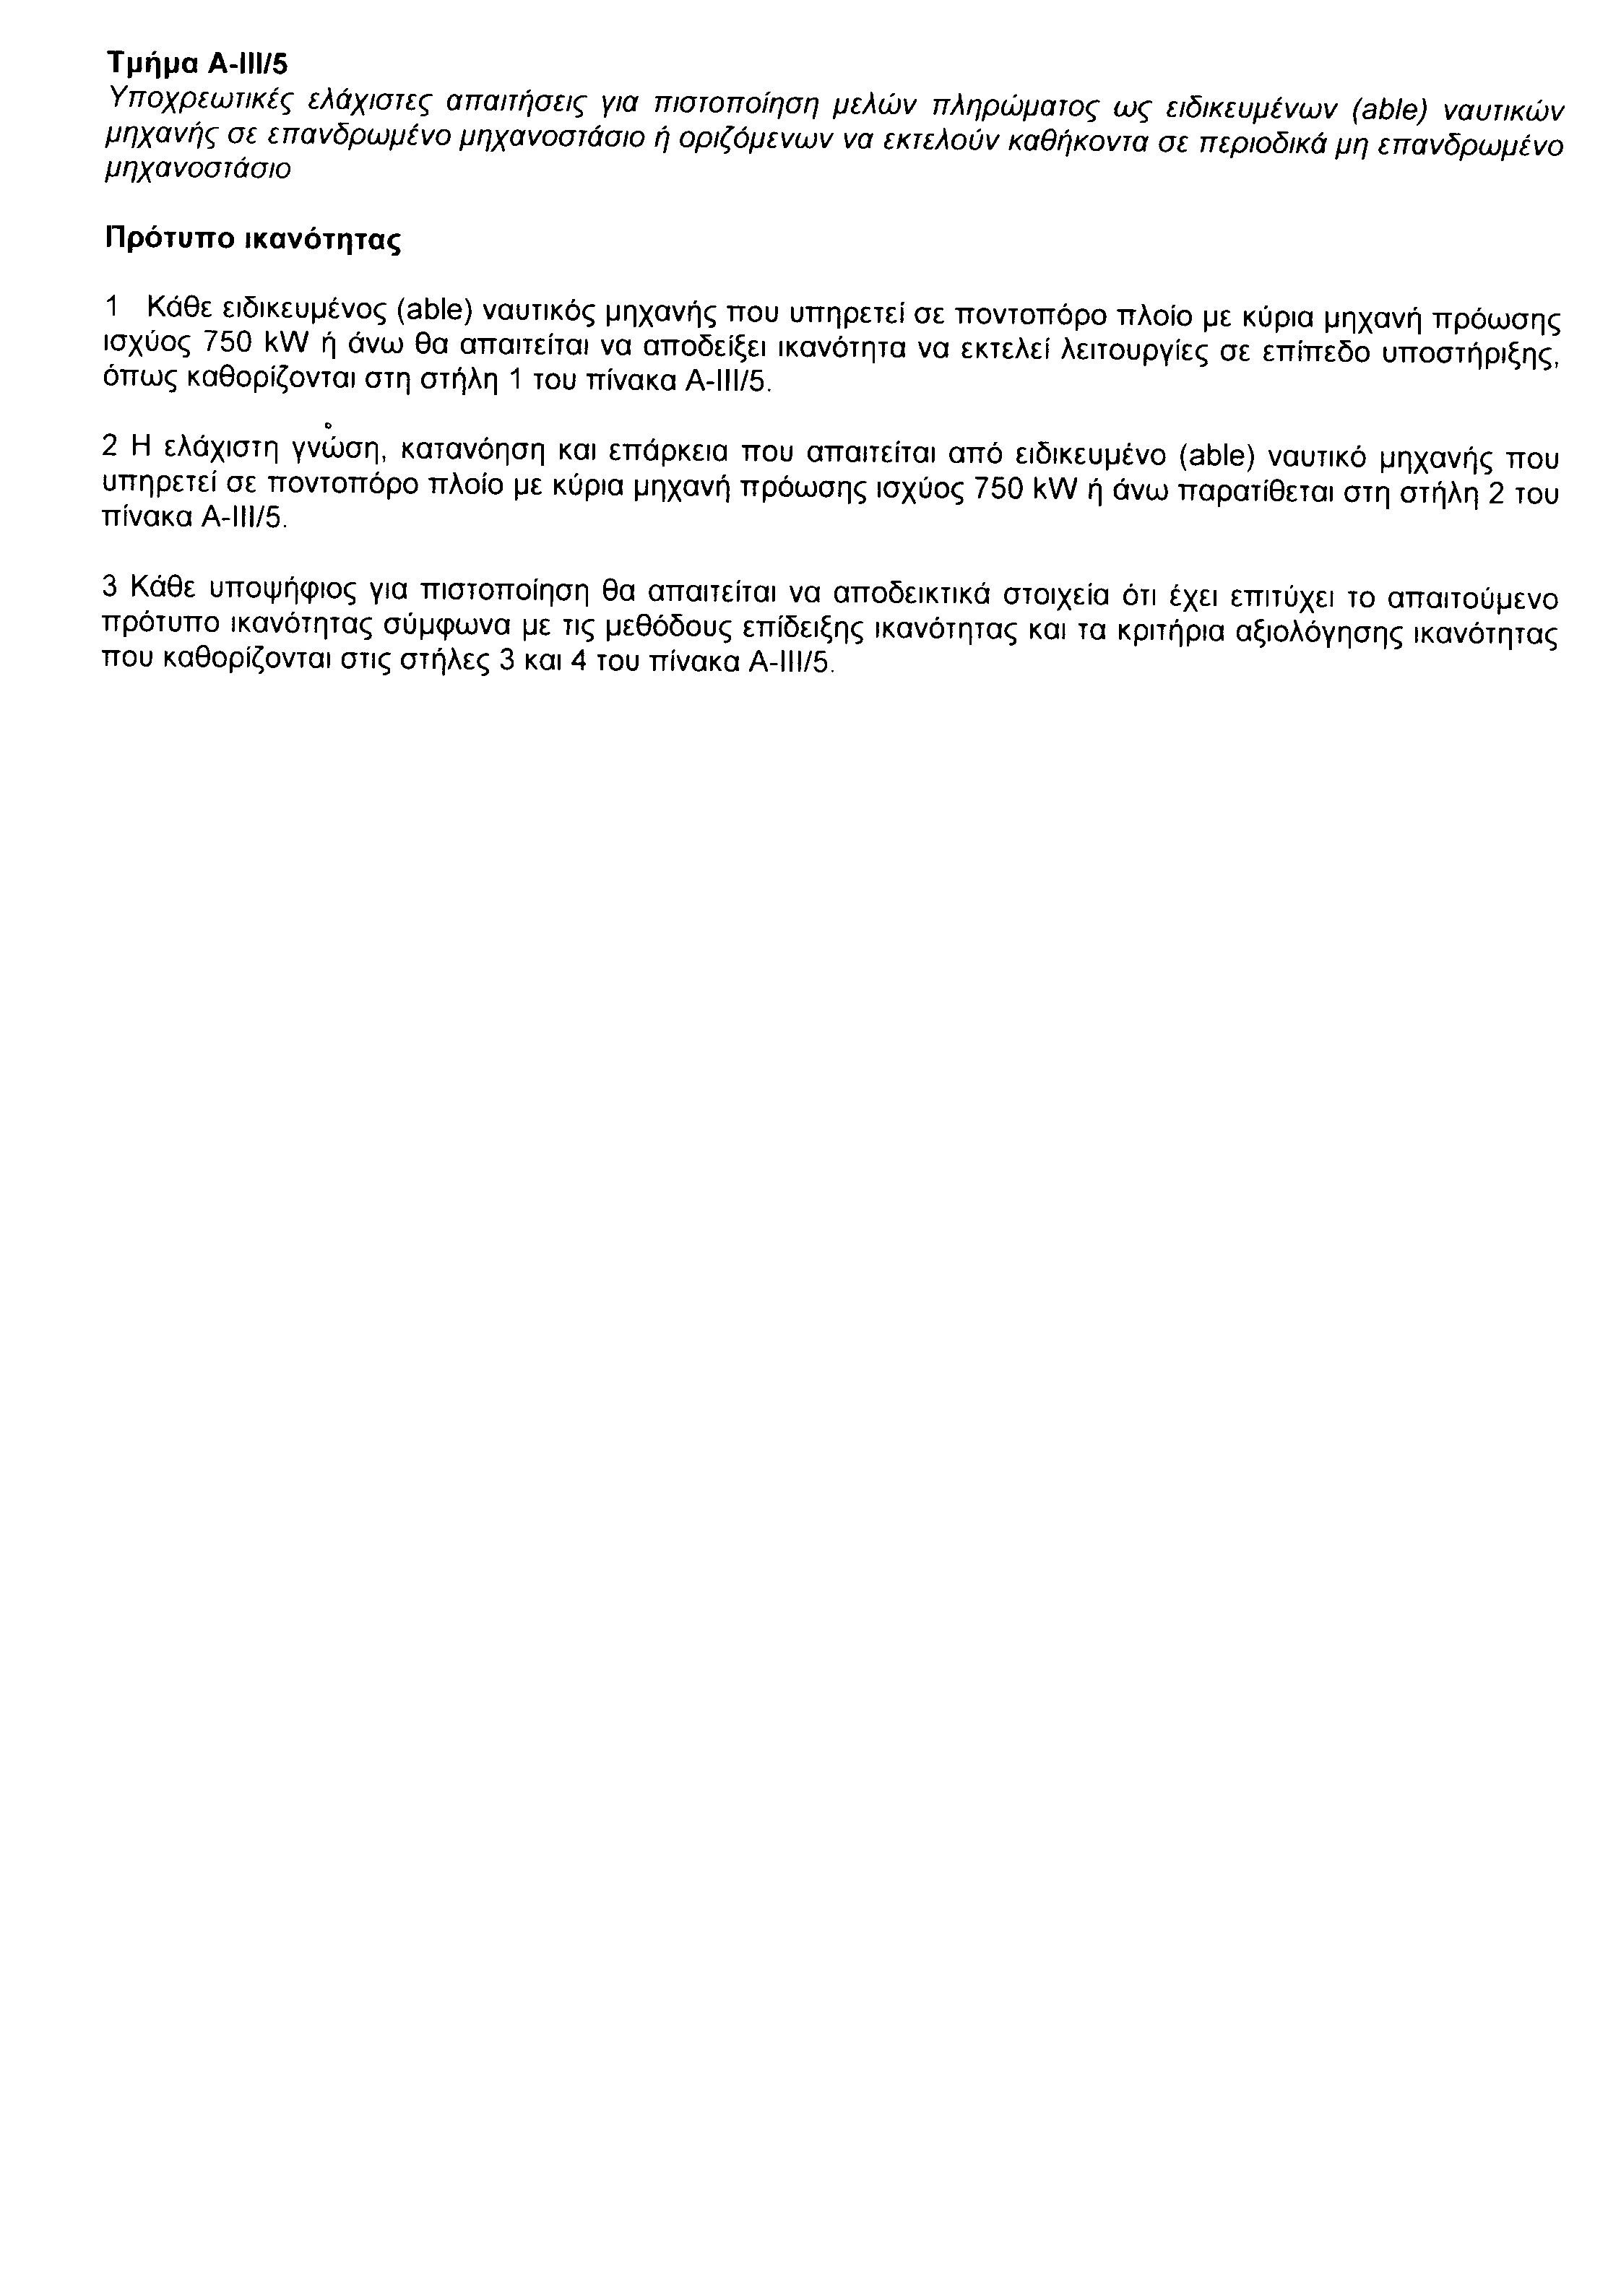 Τμήμα Α-ΙΙΙ/5
Υποχρεωτικές ελάχιστες απαιτήσεις για πιστοποίηση μελών πληρώματος ως ειδικευμένων (able) ναυτικών
μηχανής σε επανδρωμένο μηχανοστάσιο ή οριζόμενων να εκτελούν καθήκοντα σε περιοδικά μη επανδρωμένο
μηχανοστάσιο
Πρότυπο ικανότητας
1 Κάθε ειδικευμένος (able) ναυτικός μηχανής που υπηρετεί σε ποντοπόρο πλοίο με κύρια μηχανή πρόωσης
ισχύος 750 kW ή άνω θα απαιτείται να αποδείξει ικανότητα να εκτελεί λειτουργίες σε επίπεδο υποστήριξης,
όπως καθορίζονται στη στήλη 1 του πίνακα Α-ΙΙΙ/5.
2 Η ελάχιστη γνώση, κατανόηση και επάρκεια που απαιτείται από ειδικευμένο (able) ναυτικό μηχανής που
υπηρετεί σε ποντοπόρο πλοίο με κύρια μηχανή πρόωσης ισχύος 750 kW ή άνω παρατίθεται στη στήλη 2 του
πίνακα Α-ΙΙΙ/5.
3 Κάθε υποψήφιος για πιστοποίηση θα απαιτείται να αποδεικτικά στοιχεία ότι έχει επιτύχει το απαιτούμενο
πρότυπο ικανότητας σύμφωνα με τις μεθόδους επίδειξης ικανότητας και τα κριτήρια αξιολόγησης ικανότητας
που καθορίζονται στις στήλες 3 και 4 του πίνακα Α-ΙΙΙ/5.